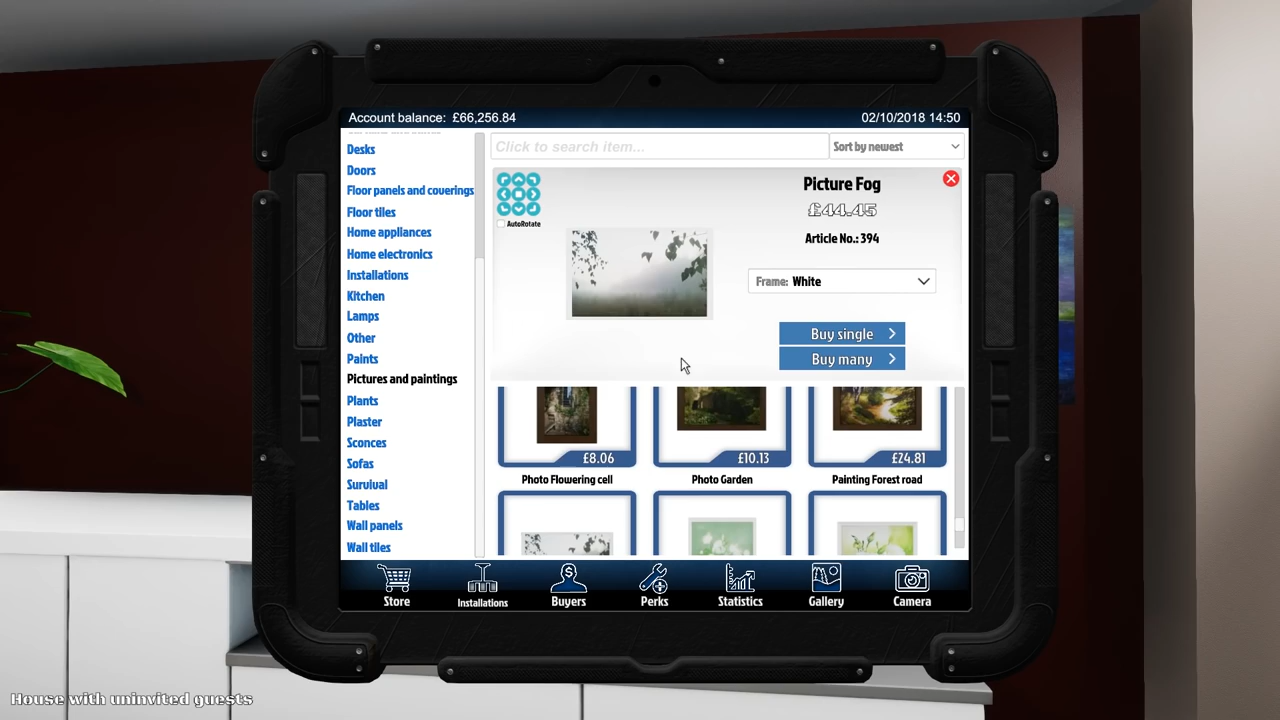 Account balance: £66,256.84
02/10/2018 14:50
Desks
Doors
Floor panels and coverings
Floor tiles
Home appliances
Home electronics
Installations
Kitchen
Lamps
Other
Paints
Pictures and paintings
Plants
Plaster
Sconces
Sofas
Survival
Tables
Wall panels
Wall tiles
Click to search item...
Sort by newest
AutoRotate
Picture Fog
£44.45
Article No.: 394
Frame: White
Buy single
Buy many
£8.06
£10.13
£24.81
Photo Flowering cell
Photo Garden
Painting Forest road
Store
Installations
Buyers
Perks
Statistics
Gallery
Camera
House with uninvited guests